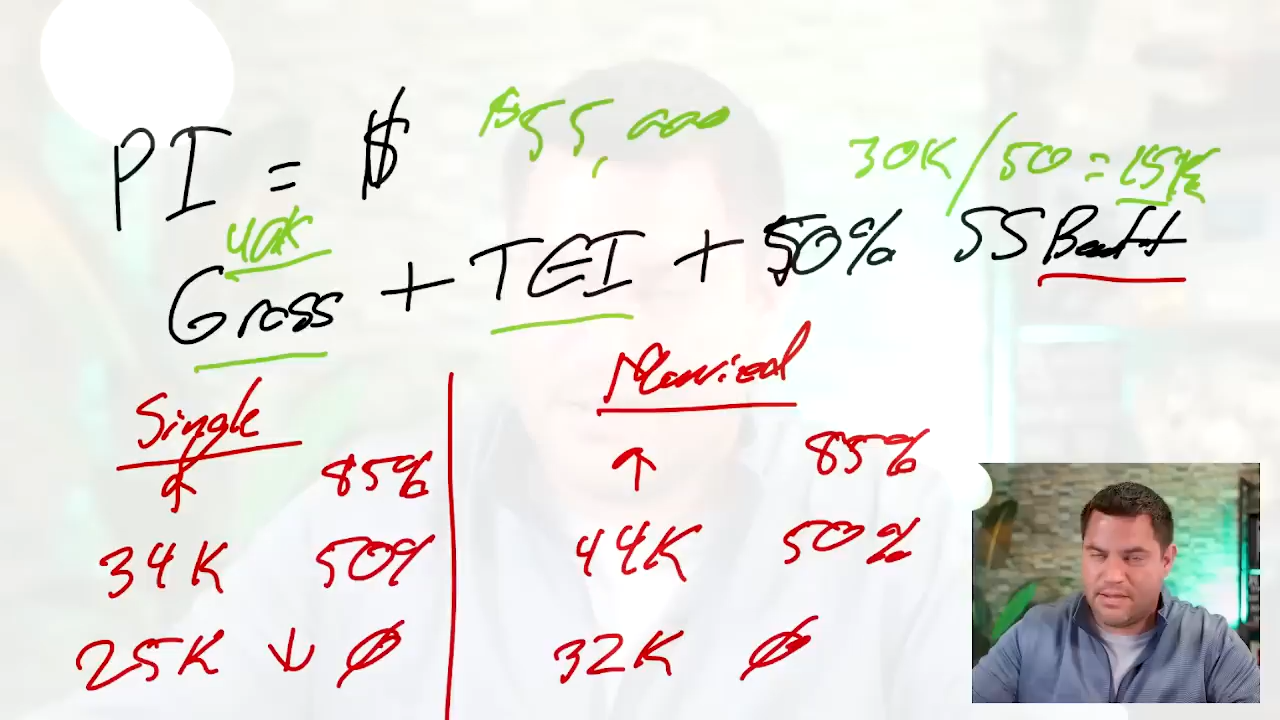 $55,000
30K/50 = 15K
PI = $
40K
Gross + TEI + 50% SS
Single
Married
↑ 85%
↑ 85%
34K 50%
44K 50%
25K ↓ ∅
32K ∅